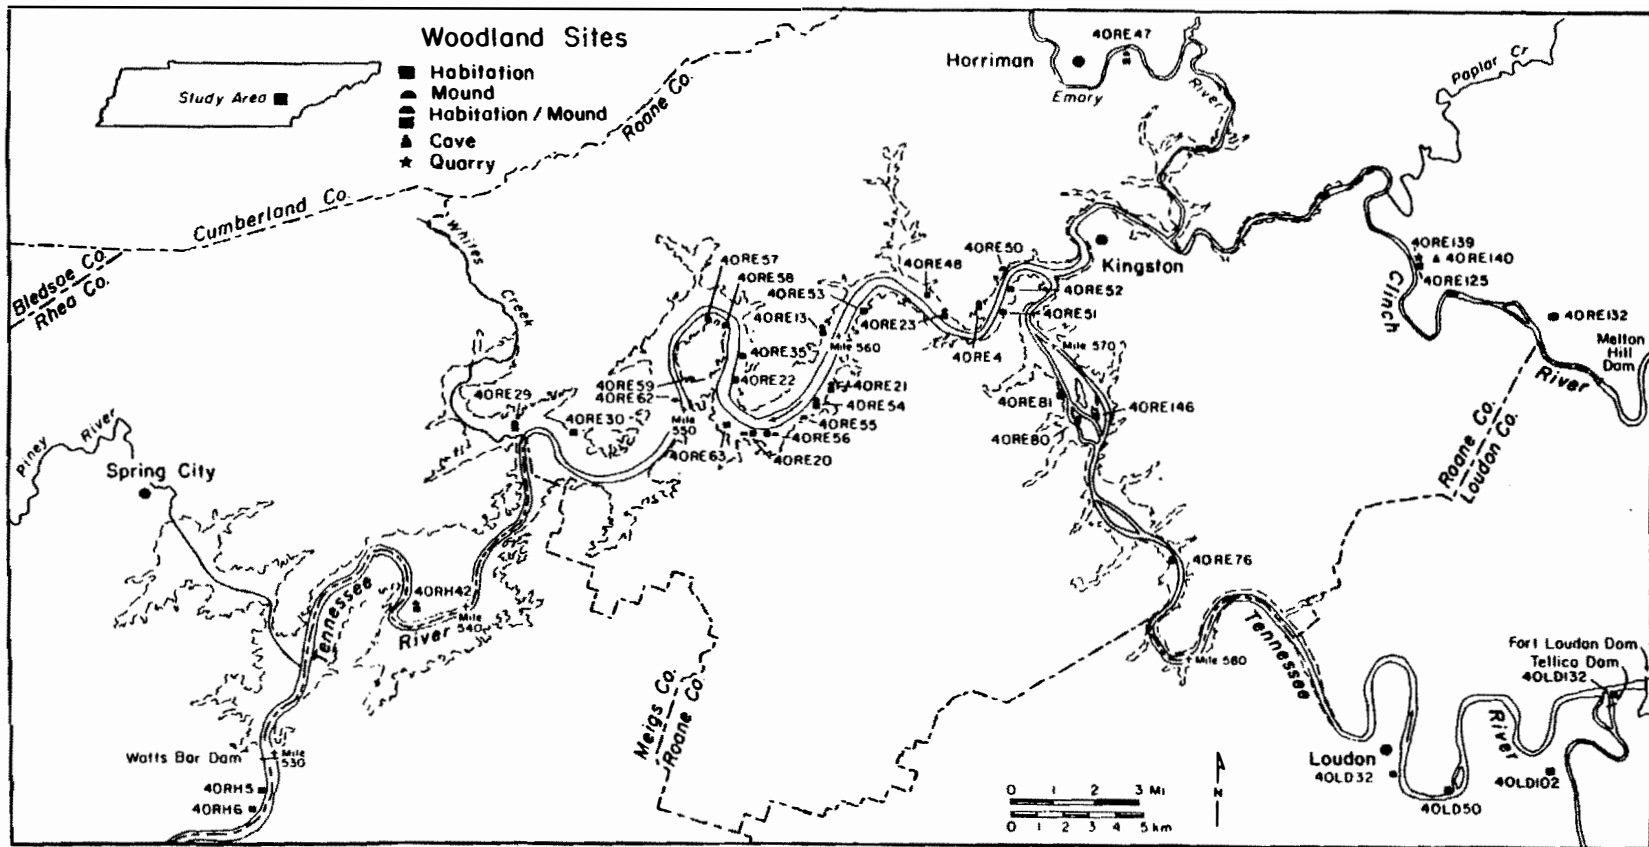 Woodland Sites
Habitation
Mound
Habitation / Mound
Cave
Quarry
Study Area
Cumberland Co.
Roane Co.
Bledsoe Co.
Rhea Co.
Horriman
40RE47
Emory
River
Poplar Cr
Whites
Creek
40RE57
40RE58
40RE53
40RE13
40RE48
40RE50
Kingston
40RE52
40RE51
40RE23
40RE4
Mile 560
Mile 570
40RE139
40RE140
40RE125
Clinch
River
40RE132
Melton
Hill
Dam
40RE35
40RE22
40RE59
40RE62
40RE29
40RE30
Mile
550
40RE63
40RE21
40RE54
40RE55
40RE56
40RE20
40RE81
40RE80
40RE146
Roane Co.
Loudon Co.
Piney River
Spring City
40RE76
Tennessee
River
40RH42
Mile
540
Meigs Co.
Roane Co.
Mile 580
Tennessee
River
Fort Loudon Dam
Tellico Dam
40LD132
Watts Bar Dam
Mile
530
40RH5
40RH6
Loudon
40LD32
40LD50
40LD102
N
0 1 2 3 Mi
0 1 2 3 4 5 km